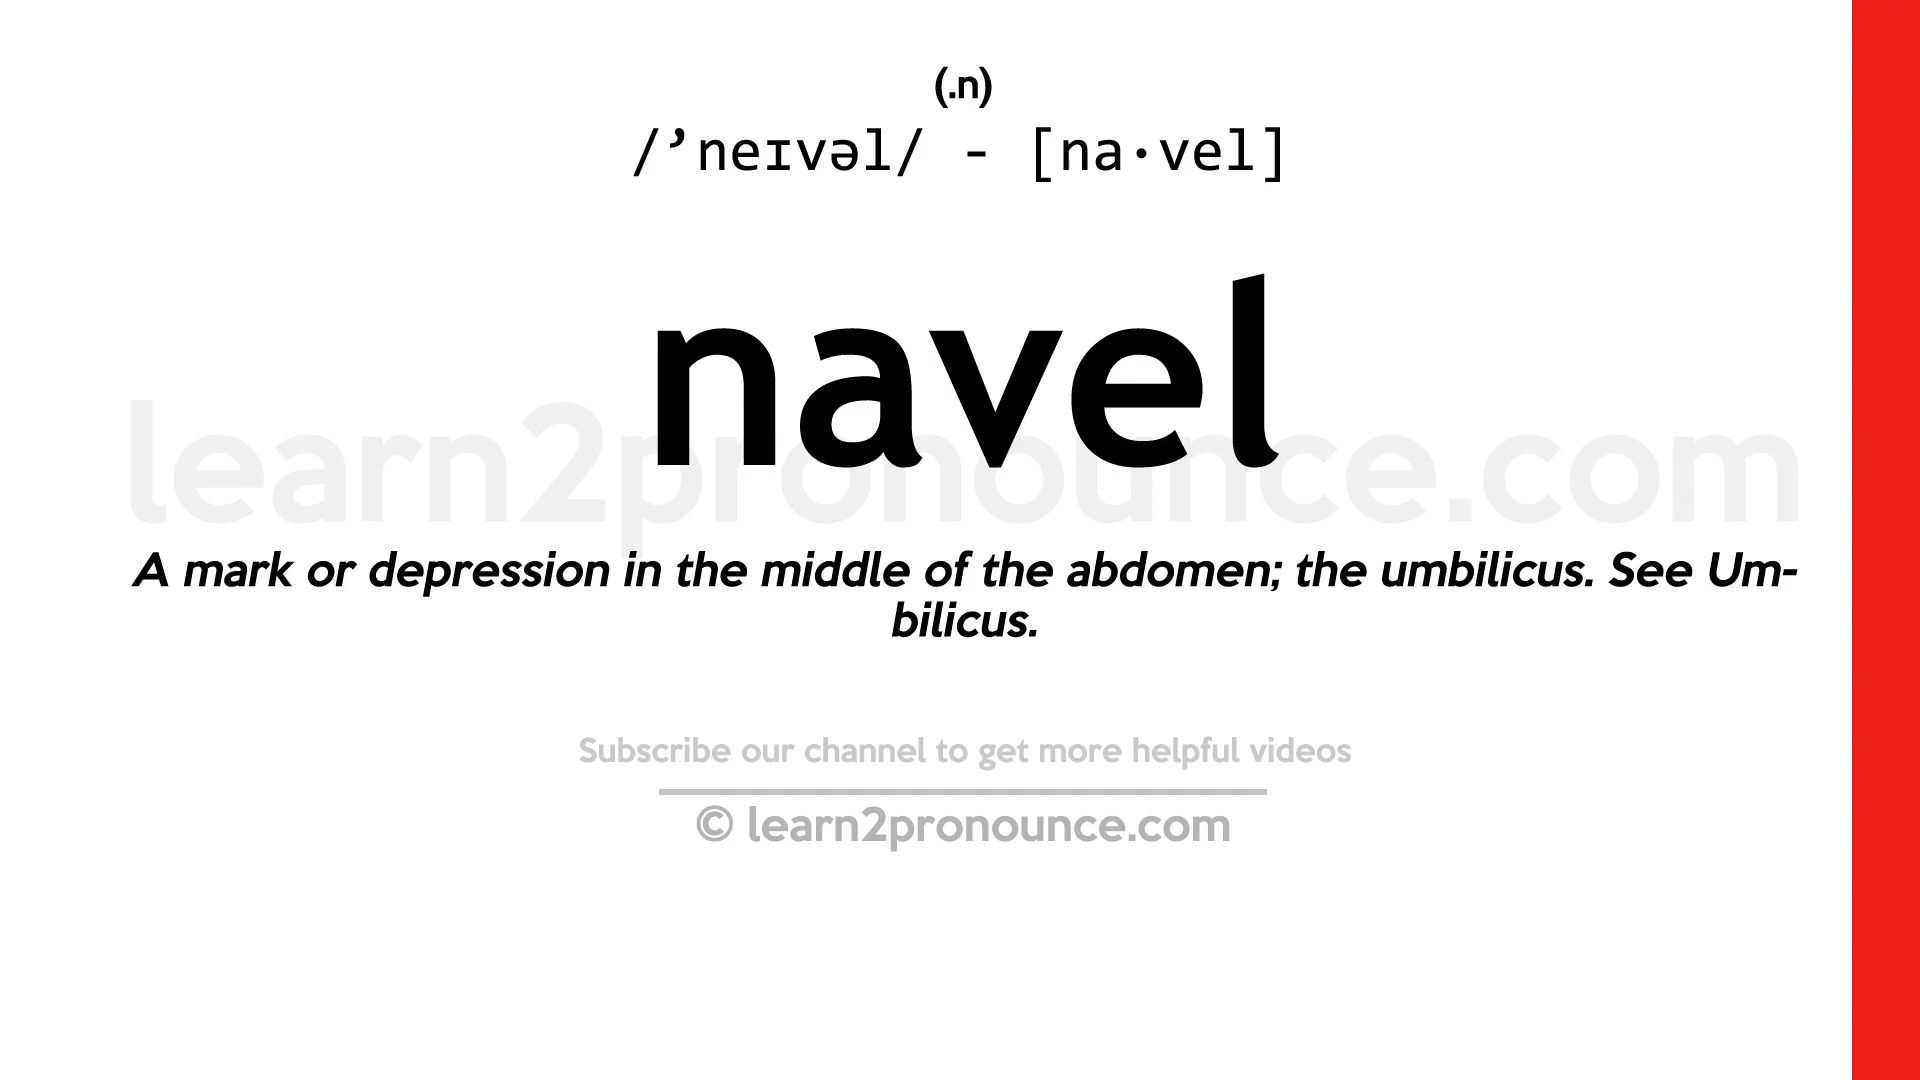 (.n)
/’neɪvəl/ - [na·vel]
navel
learn2pronounce.com
A mark or depression in the middle of the abdomen; the umbilicus. See Um-
bilicus.
Subscribe our channel to get more helpful videos
© learn2pronounce.com